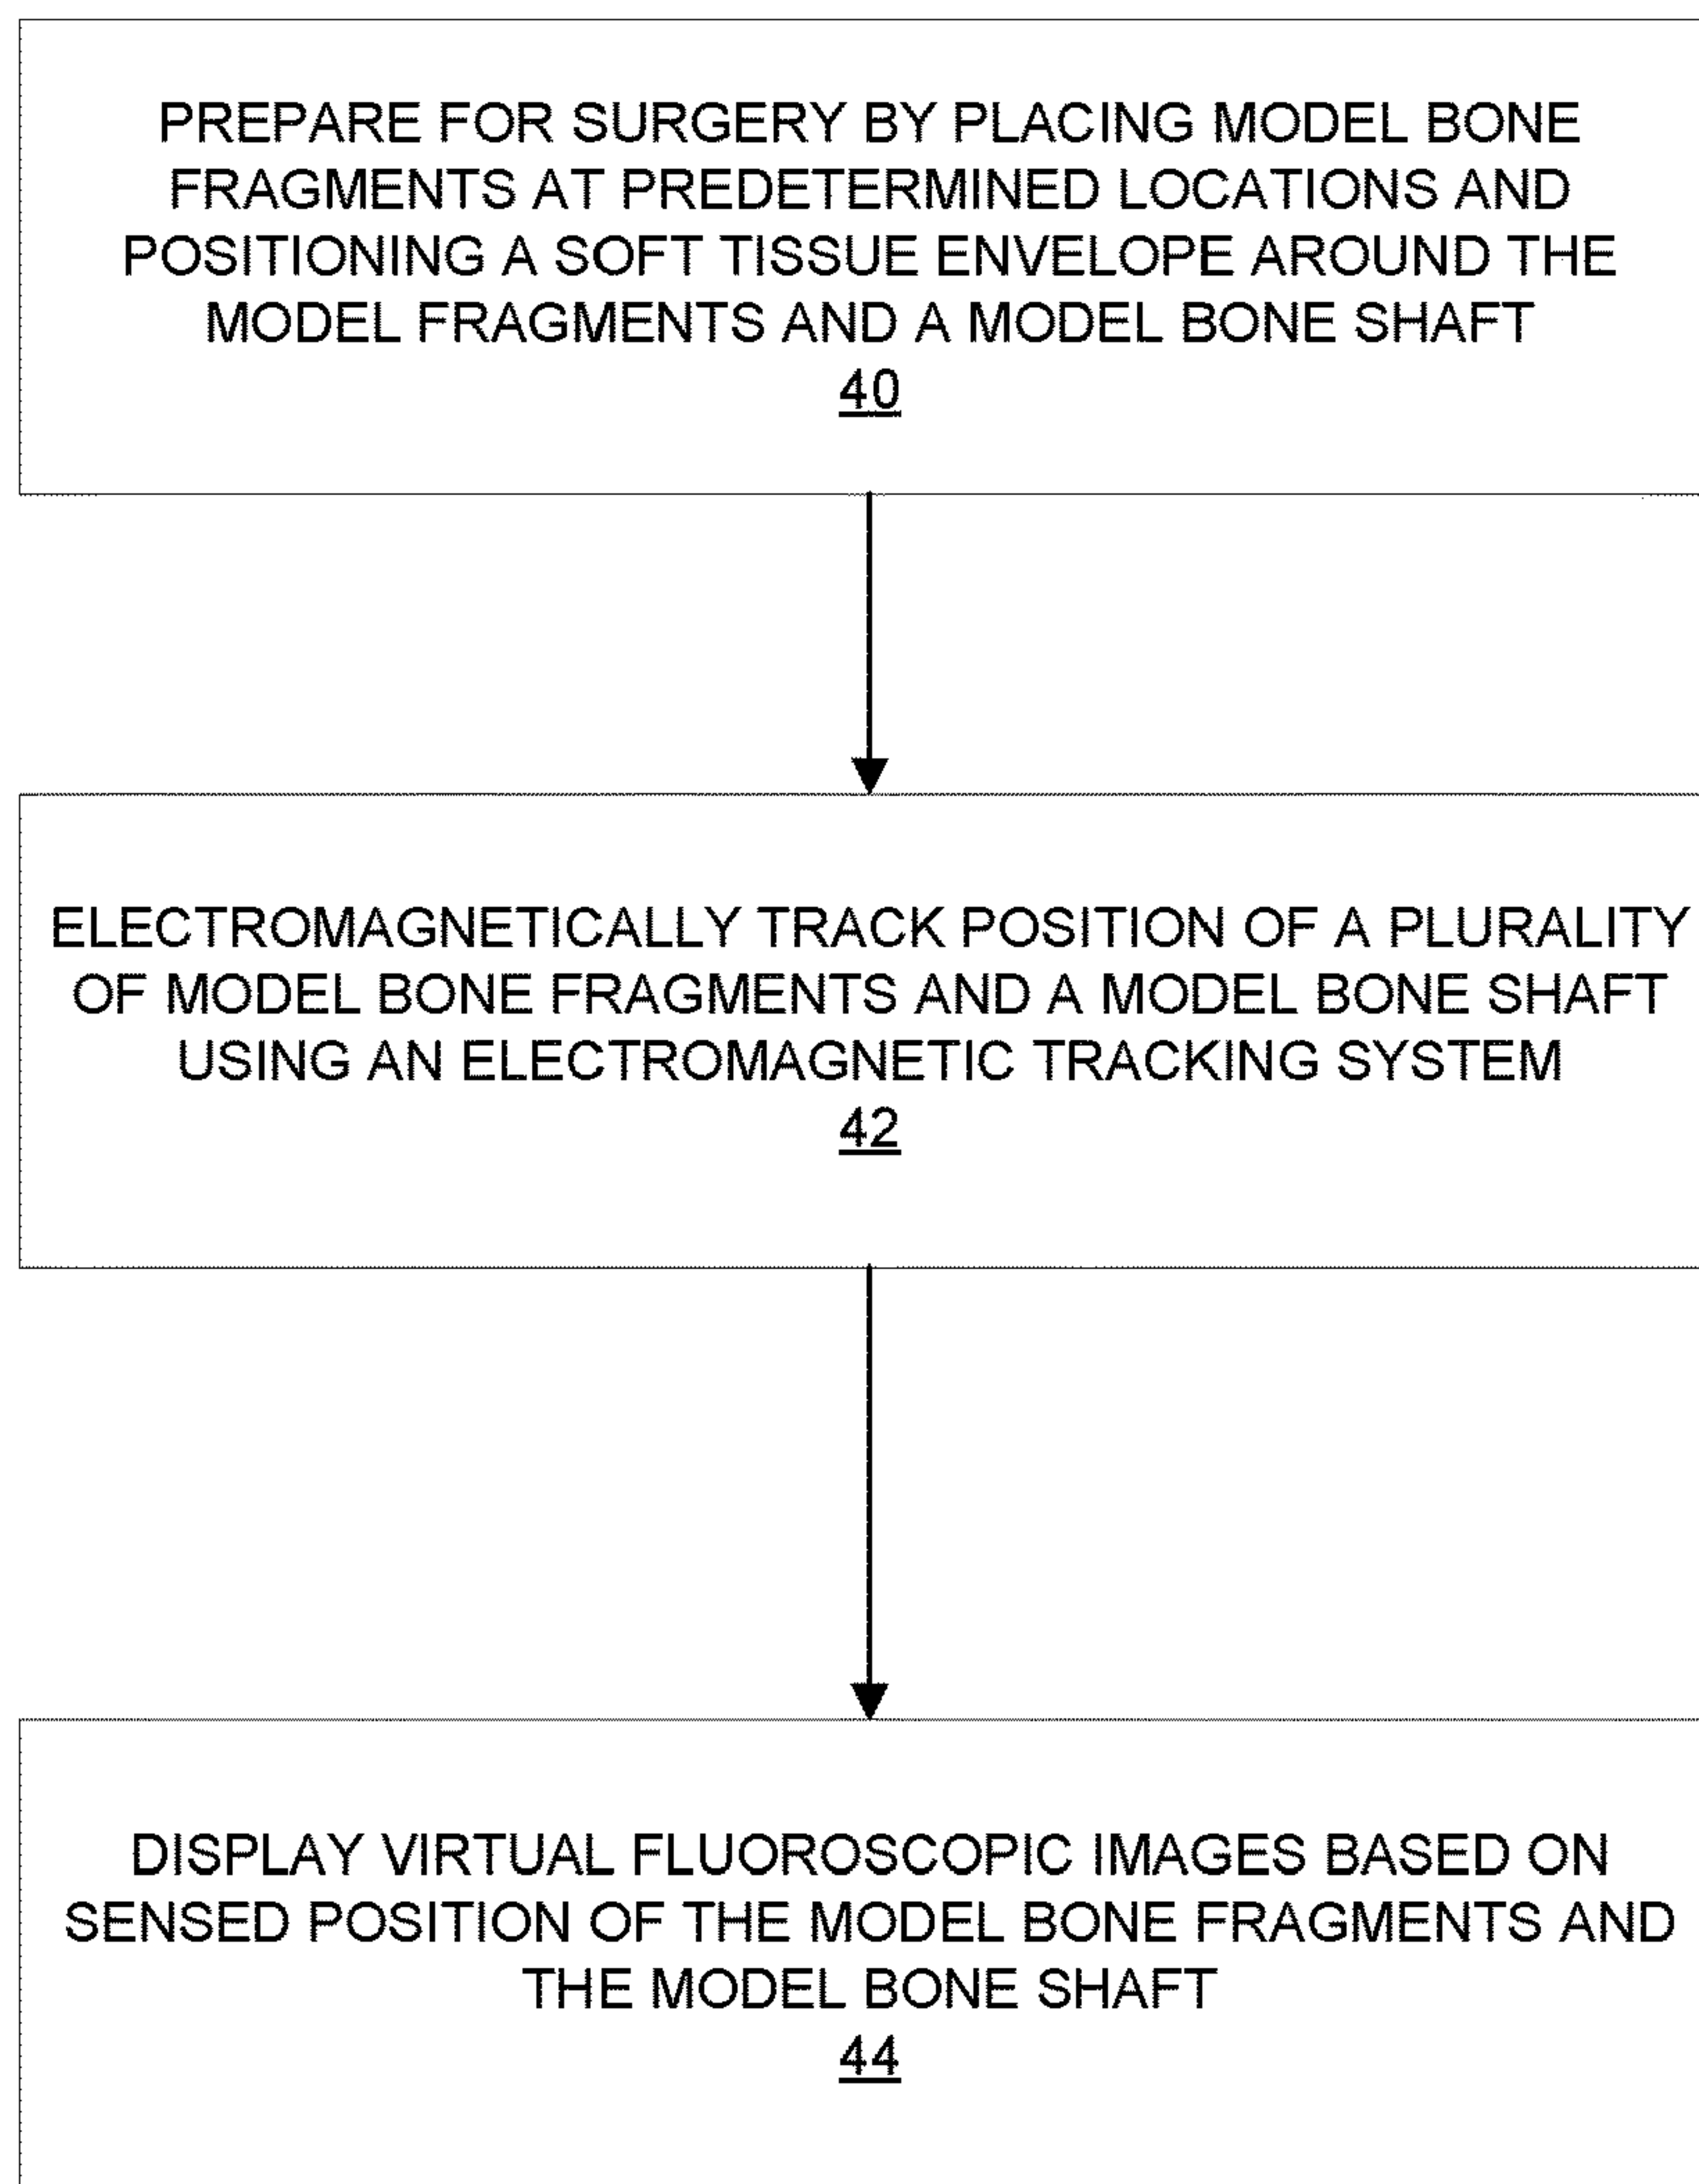 PREPARE FOR SURGERY BY PLACING MODEL BONE
FRAGMENTS AT PREDETERMINED LOCATIONS AND
POSITIONING A SOFT TISSUE ENVELOPE AROUND THE
MODEL FRAGMENTS AND A MODEL BONE SHAFT
40
ELECTROMAGNETICALLY TRACK POSITION OF A PLURALITY
OF MODEL BONE FRAGMENTS AND A MODEL BONE SHAFT
USING AN ELECTROMAGNETIC TRACKING SYSTEM
42
DISPLAY VIRTUAL FLUOROSCOPIC IMAGES BASED ON
SENSED POSITION OF THE MODEL BONE FRAGMENTS AND
THE MODEL BONE SHAFT
44